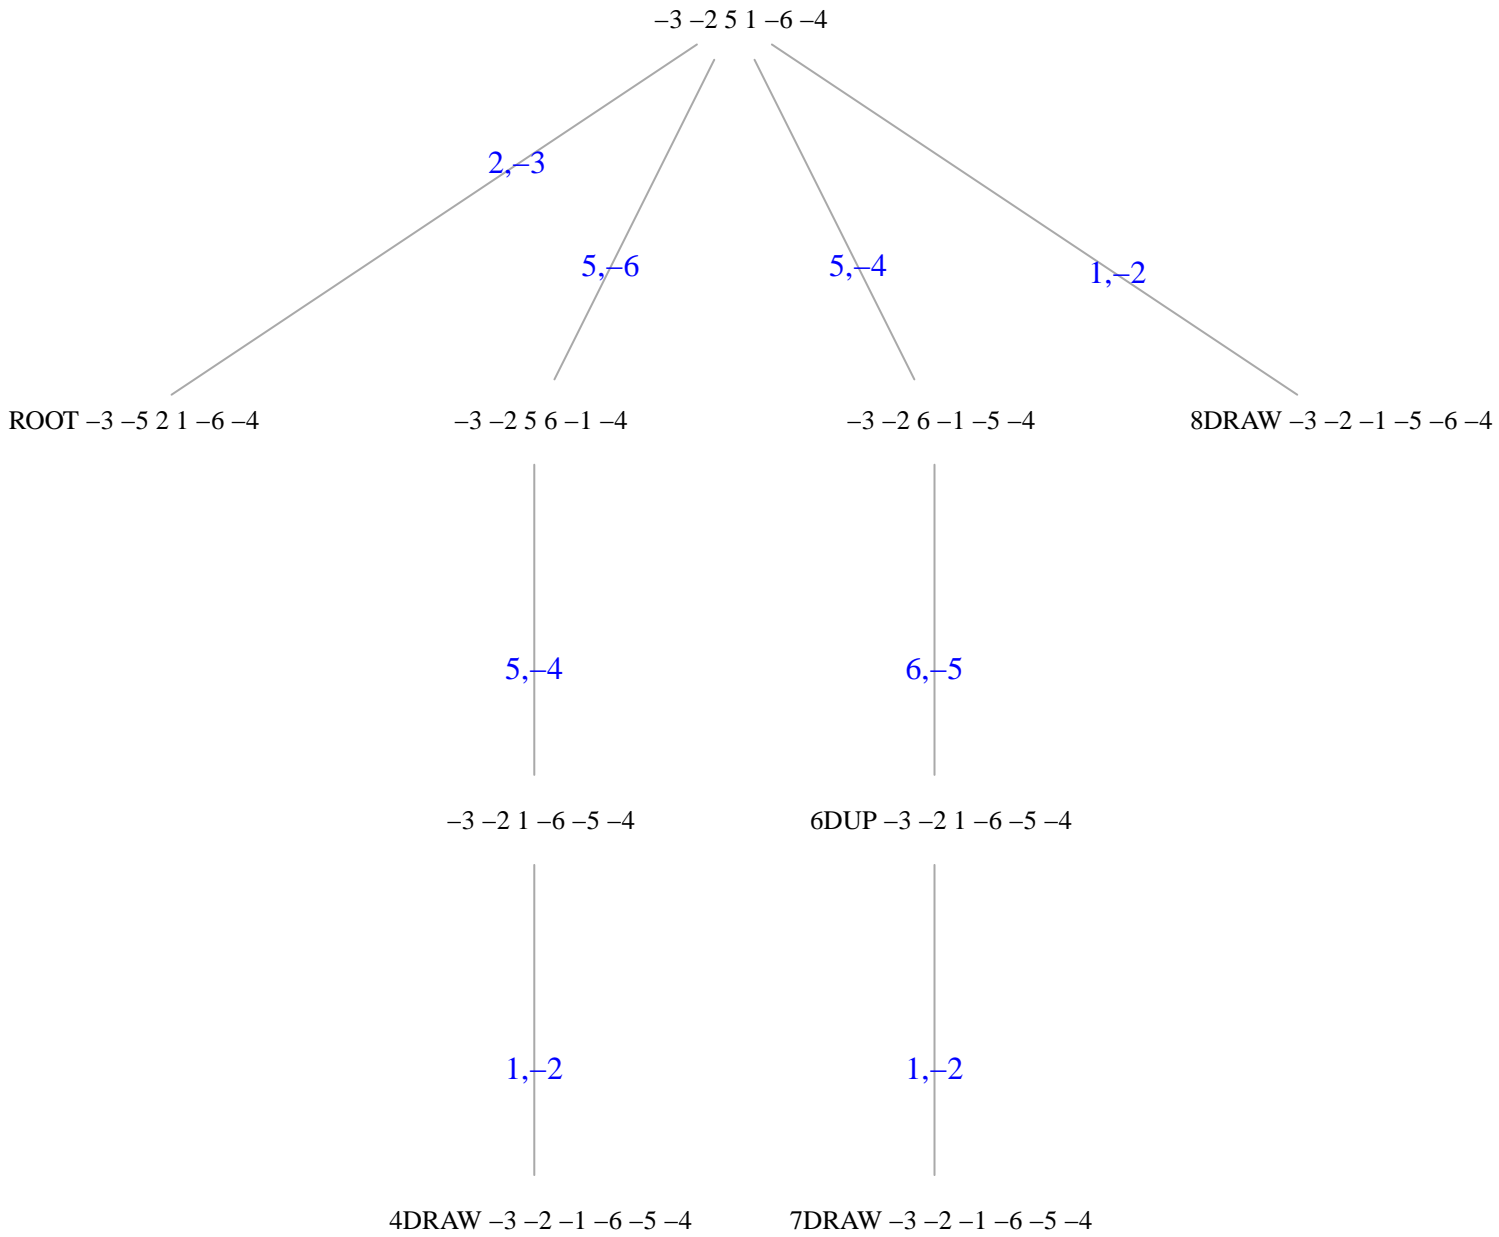 –3 –2 5 1 –6 –4
2,–3
5,–6
5,–4
1,–2
ROOT –3 –5 2 1 –6 –4
–3 –2 5 6 –1 –4
–3 –2 6 –1 –5 –4
8DRAW –3 –2 –1 –5 –6 –4
5,–4
6,–5
–3 –2 1 –6 –5 –4
6DUP –3 –2 1 –6 –5 –4
1,–2
1,–2
4DRAW –3 –2 –1 –6 –5 –4
7DRAW –3 –2 –1 –6 –5 –4